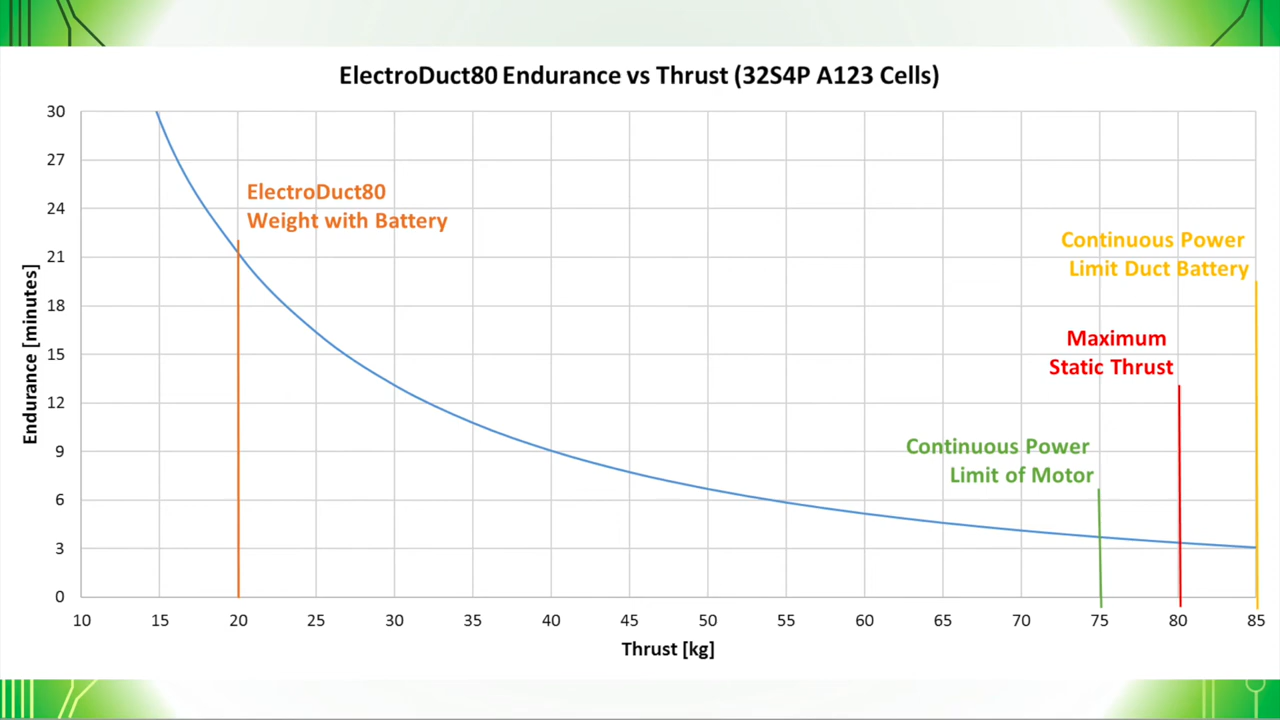 ElectroDuct80 Endurance vs Thrust (32S4P A123 Cells)
30
27
24
21
18
15
12
9
6
3
0
Endurance [minutes]
ElectroDuct80
Weight with Battery
Continuous Power
Limit Duct Battery
Maximum
Static Thrust
Continuous Power
Limit of Motor
10 15 20 25 30 35 40 45 50 55 60 65 70 75 80 85
Thrust [kg]